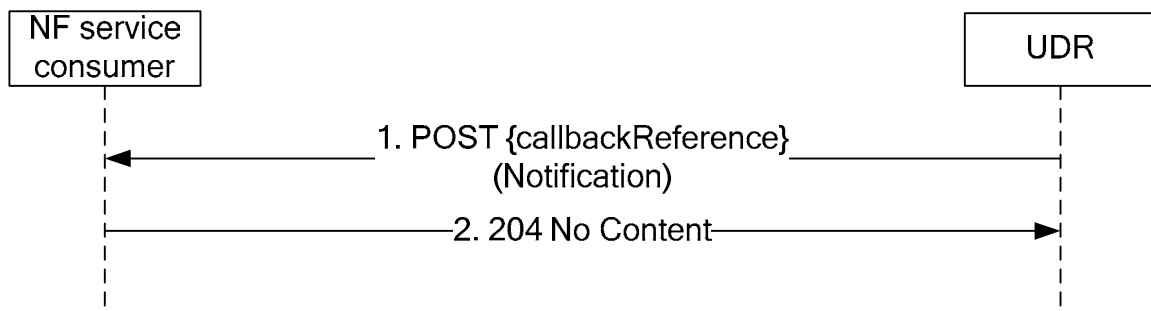 NF service
consumer
UDR
1. POST {callbackReference}
(Notification)
2. 204 No Content